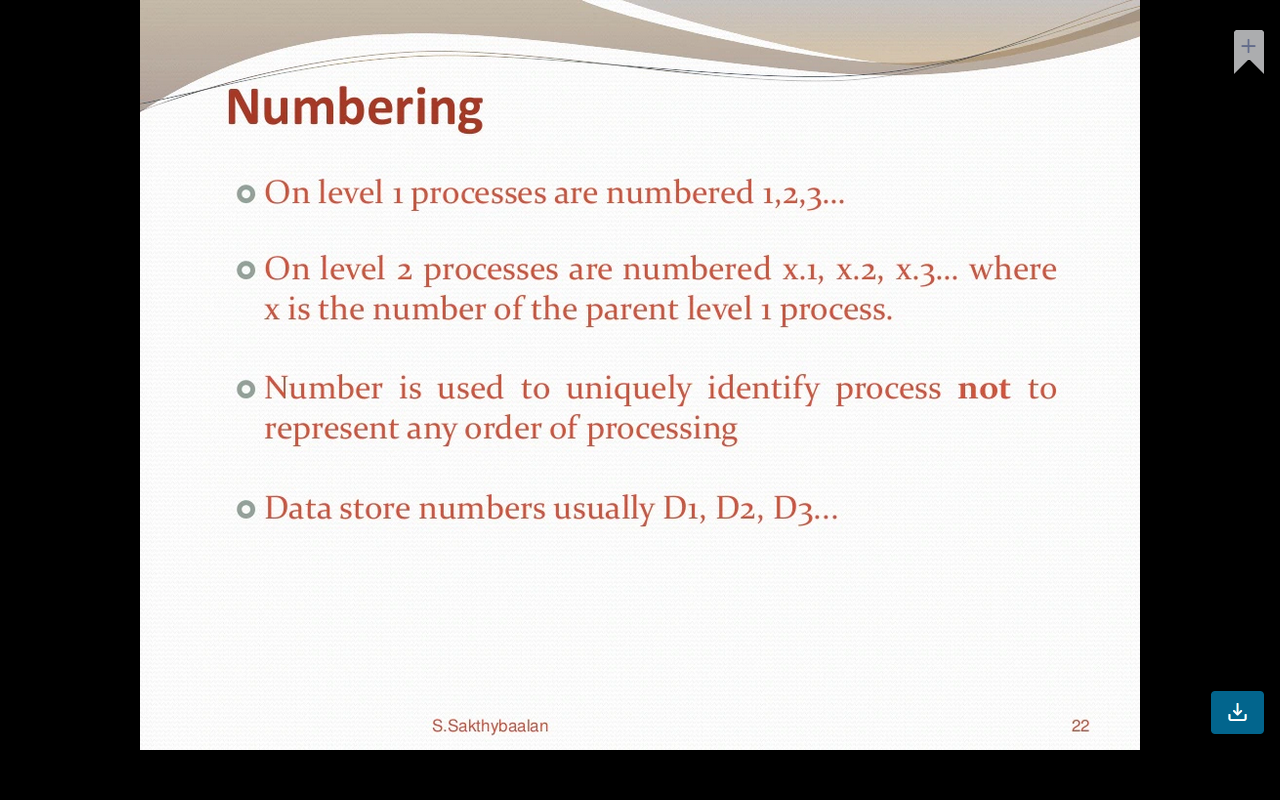 Numbering
On level 1 processes are numbered 1,2,3...
On level 2 processes are numbered x.1, x.2, x.3... where
x is the number of the parent level 1 process.
Number is used to uniquely identify process not to
represent any order of processing
Data store numbers usually D1, D2, D3...
S.Sakthybaalan
22